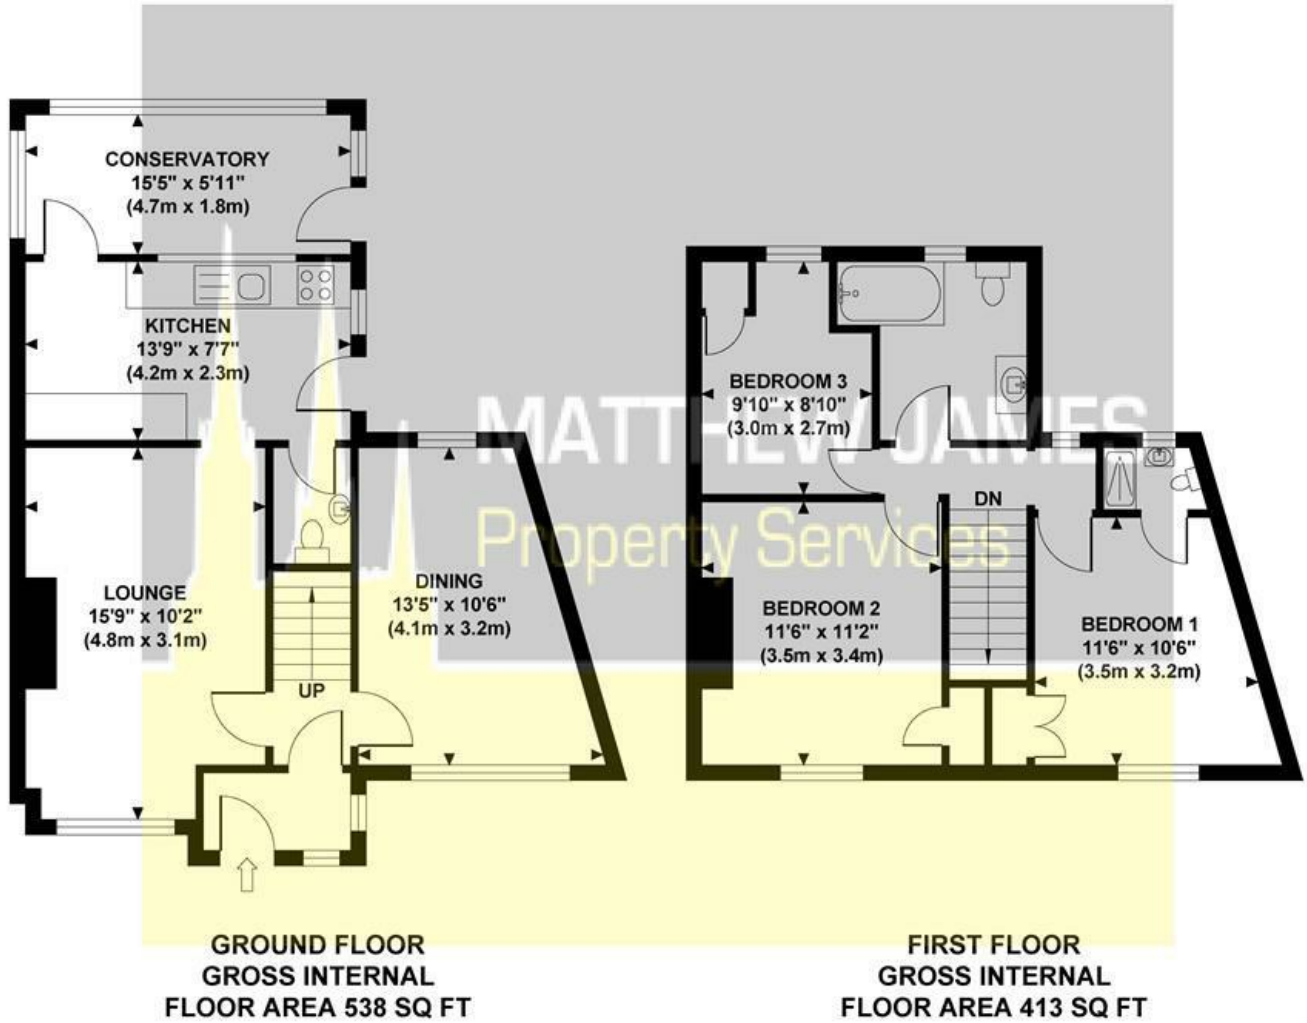 CONSERVATORY
15'5" x 5'11"
(4.7m x 1.8m)
KITCHEN
13'9" x 7'7"
(4.2m x 2.3m)
LOUNGE
15'9" x 10'2"
(4.8m x 3.1m)
UP
DINING
13'5" x 10'6"
(4.1m x 3.2m)
GROUND FLOOR
GROSS INTERNAL
FLOOR AREA 538 SQ FT
MATTHEW JAMES
Property Services
BEDROOM 3
9'10" x 8'10"
(3.0m x 2.7m)
DN
BEDROOM 2
11'6" x 11'2"
(3.5m x 3.4m)
BEDROOM 1
11'6" x 10'6"
(3.5m x 3.2m)
FIRST FLOOR
GROSS INTERNAL
FLOOR AREA 413 SQ FT